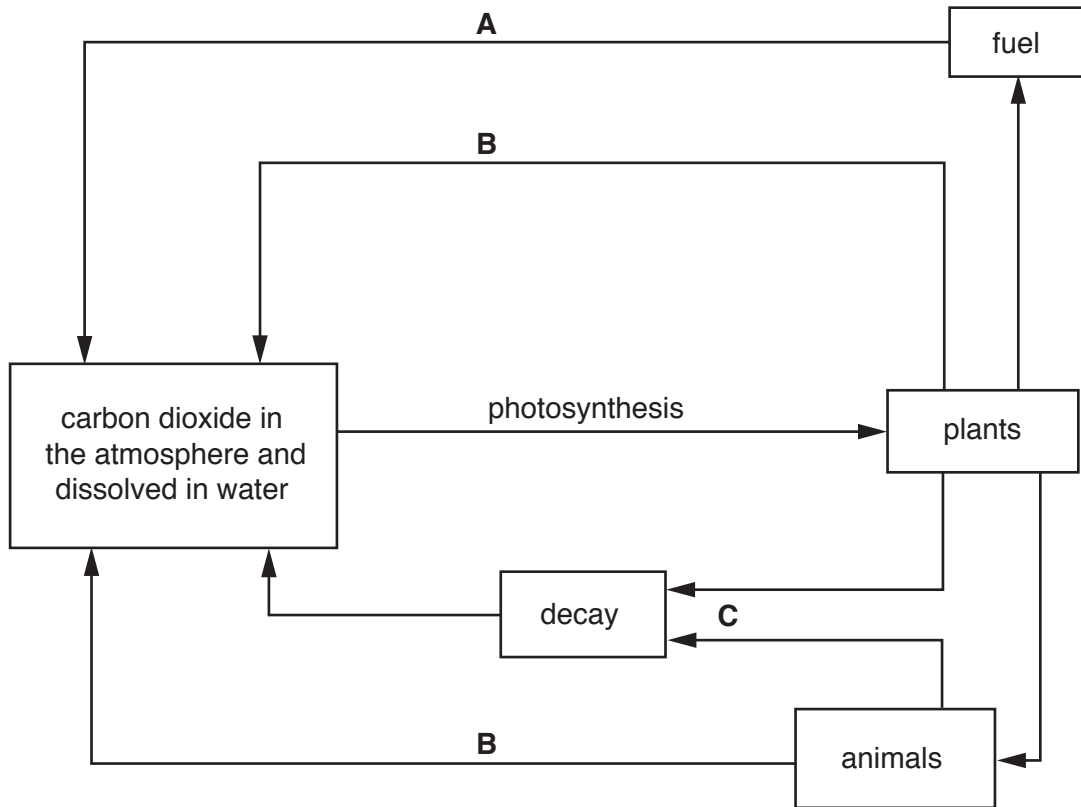 A
fuel
B
carbon dioxide in
the atmosphere and
dissolved in water
photosynthesis
plants
decay
C
B
animals